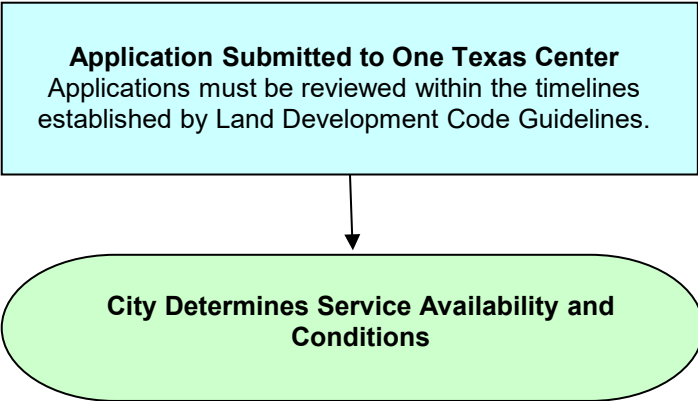 Application Submitted to One Texas Center
Applications must be reviewed within the timelines
established by Land Development Code Guidelines.
City Determines Service Availability and
Conditions